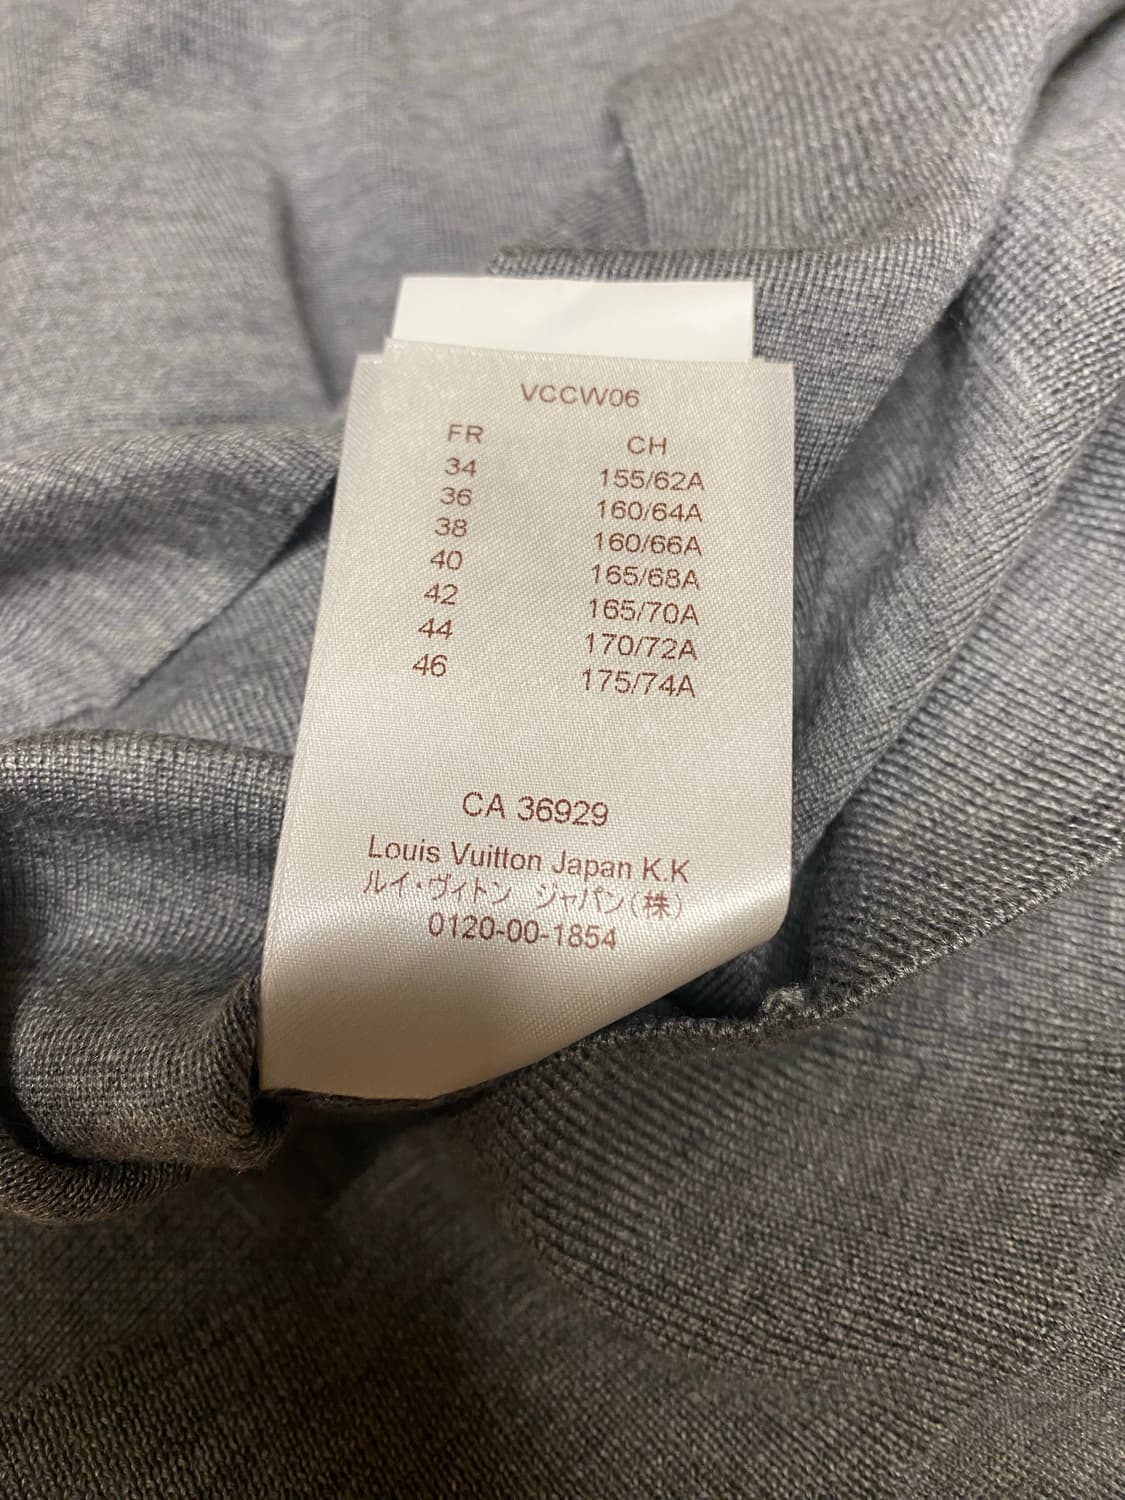 VCCW06
FR CH
34 155/62A
36 160/64A
38 160/66A
40 165/68A
42 165/70A
44 170/72A
46 175/74A
CA 36929
Louis Vuitton Japan K.K
ルイ・ヴィトン ジャパン(株)
0120-00-1854